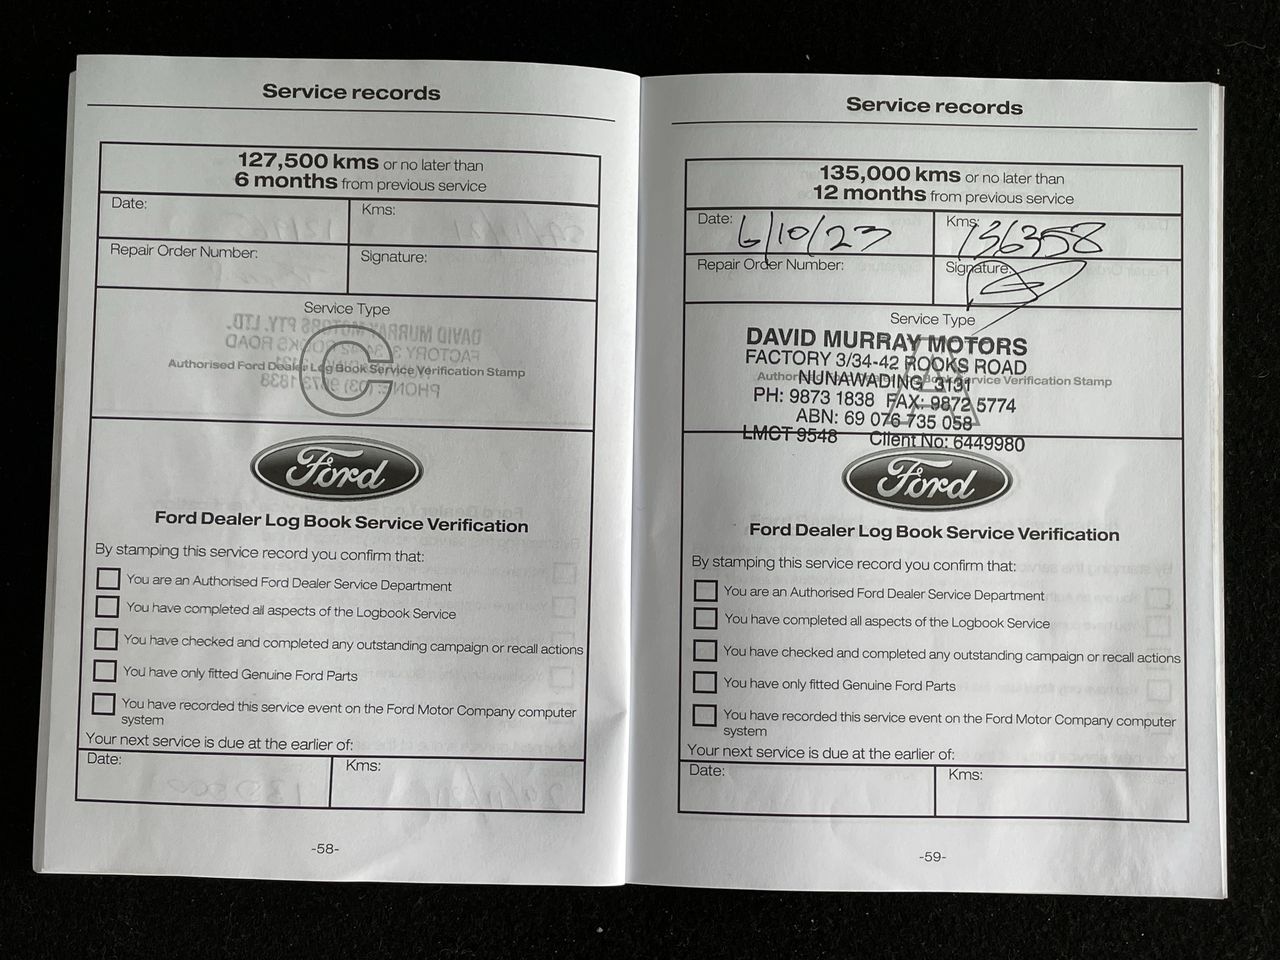 Service records
127,500 kms or no later than
6 months from previous service
Date:
Kms:
Repair Order Number:
Signature:
Service Type
C
Authorised Ford Dealer Log Book Service Verification Stamp
Ford
Ford Dealer Log Book Service Verification
By stamping this service record you confirm that:
You are an Authorised Ford Dealer Service Department
You have completed all aspects of the Logbook Service
You have checked and completed any outstanding campaign or recall actions
You have only fitted Genuine Ford Parts
You have recorded this service event on the Ford Motor Company computer
system
Your next service is due at the earlier of:
Date:
Kms:
-58-
Service records
135,000 kms or no later than
12 months from previous service
Date: 6/10/23
Kms: 136358
Repair Order Number:
Signature:
Service Type
DAVID MURRAY MOTORS
FACTORY 3/34-42 ROOKS ROAD
NUNAWADING 3131
A
Service Verification Stamp
PH: 9873 1838 FAX: 9872 5774
ABN: 69 076 735 058
LMCT 9548 Client No: 6449980
Ford
Ford Dealer Log Book Service Verification
By stamping this service record you confirm that:
You are an Authorised Ford Dealer Service Department
You have completed all aspects of the Logbook Service
You have checked and completed any outstanding campaign or recall actions
You have only fitted Genuine Ford Parts
You have recorded this service event on the Ford Motor Company computer
system
Your next service is due at the earlier of:
Date:
Kms:
-59-